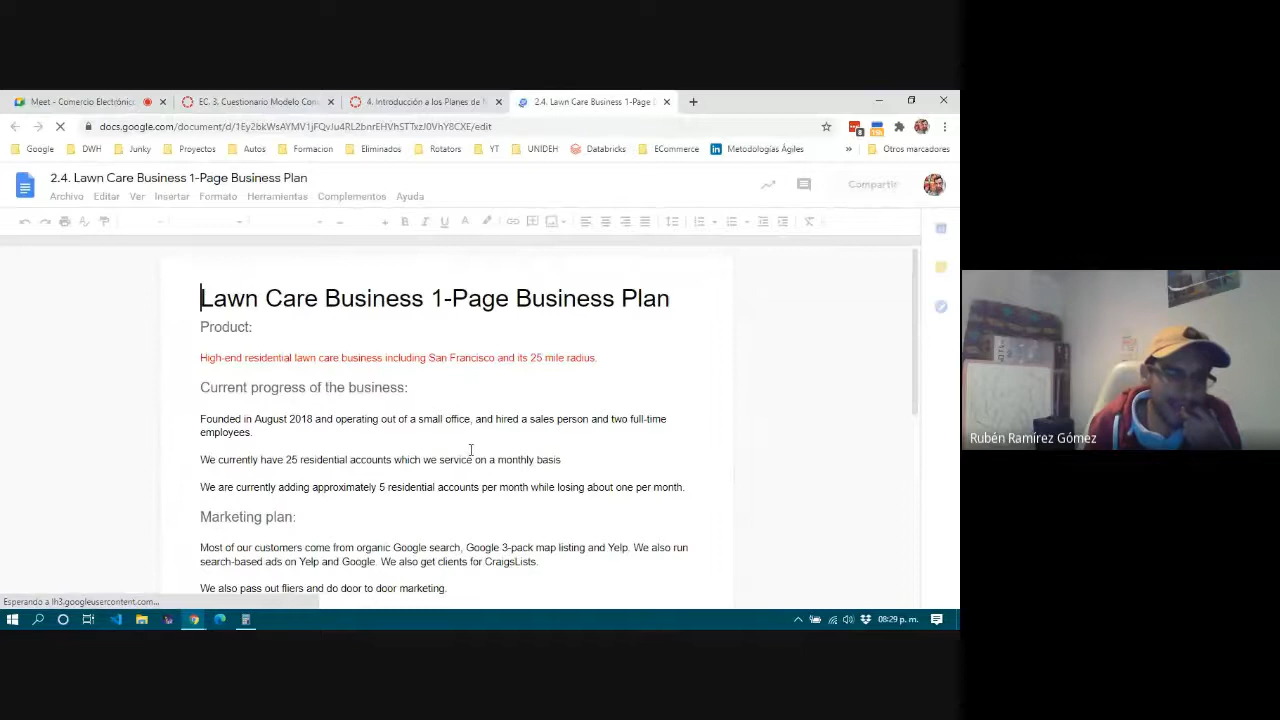 Meet - Comercio Electrónic
EC. 3. Cuestionario Modelo Con
4. Introducción a los Planes de N
2.4. Lawn Care Business 1-Page
docs.google.com/document/d/1Ey2bkWsAYMV1jFQvJu4RL2bnrEHVhSTTxzJ0VhY8CXE/edit
Google DWH Junky Proyectos Autos Formacion Eliminados Rotators YT UNIDEH Databricks ECommerce Metodologías Ágiles » Otros marcadores
2.4. Lawn Care Business 1-Page Business Plan
Archivo Editar Ver Insertar Formato Herramientas Complementos Ayuda
Compartir
Lawn Care Business 1-Page Business Plan
Product:
High-end residential lawn care business including San Francisco and its 25 mile radius.
Current progress of the business:
Founded in August 2018 and operating out of a small office, and hired a sales person and two full-time
employees.
We currently have 25 residential accounts which we service on a monthly basis
We are currently adding approximately 5 residential accounts per month while losing about one per month.
Marketing plan:
Most of our customers come from organic Google search, Google 3-pack map listing and Yelp. We also run
search-based ads on Yelp and Google. We also get clients for CraigsLists.
We also pass out fliers and do door to door marketing.
Esperando a lh3.googleusercontent.com...
08:29 p. m.
Rubén Ramírez Gómez